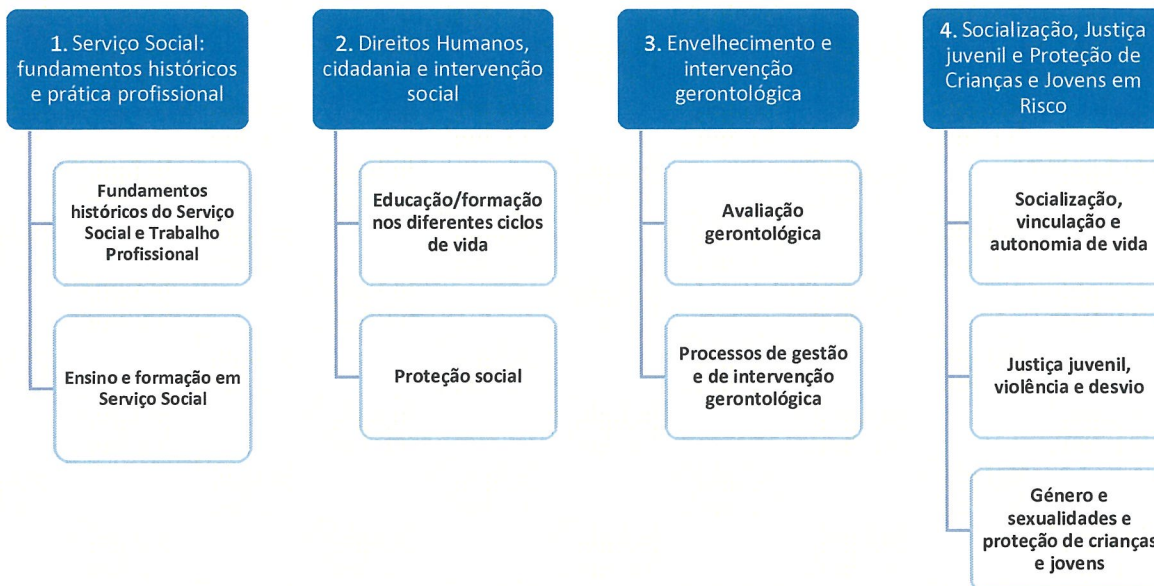 1. Serviço Social:
fundamentos históricos
e prática profissional
Fundamentos
históricos do Serviço
Social e Trabalho
Profissional
Ensino e formação em
Serviço Social
2. Direitos Humanos,
cidadania e intervenção
social
Educação/formação
nos diferentes ciclos
de vida
Proteção social
3. Envelhecimento e
intervenção
gerontológica
Avaliação
gerontológica
Processos de gestão
e de intervenção
gerontológica
4. Socialização, Justiça
juvenil e Proteção de
Crianças e Jovens em
Risco
Socialização,
vinculação e
autonomia de vida
Justiça juvenil,
violência e desvio
Género e
sexualidades e
proteção de crianças
e jovens